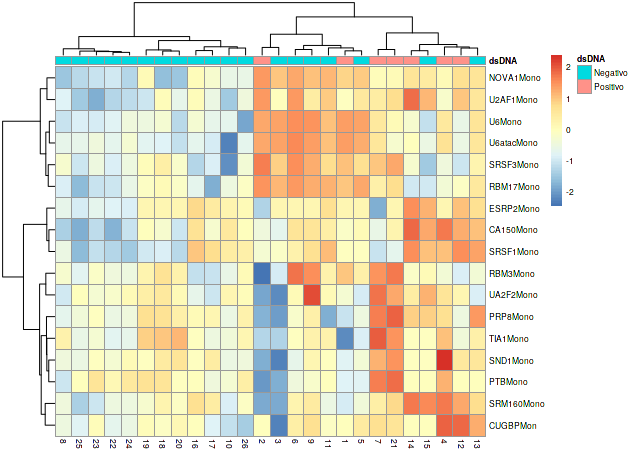 dsDNA
NOVA1Mono
U2AF1Mono
U6Mono
U6atacMono
SRSF3Mono
RBM17Mono
ESRP2Mono
CA150Mono
SRSF1Mono
RBM3Mono
UA2F2Mono
PRP8Mono
TIA1Mono
SND1Mono
PTBMono
SRM160Mono
CUGBPMon
8 25 23 22 24 19 18 20 16 17 10 26 2 3 6 9 11 1 5 7 21 14 15 4 12 13
2
1
0
-1
-2
dsDNA
Negativo
Positivo